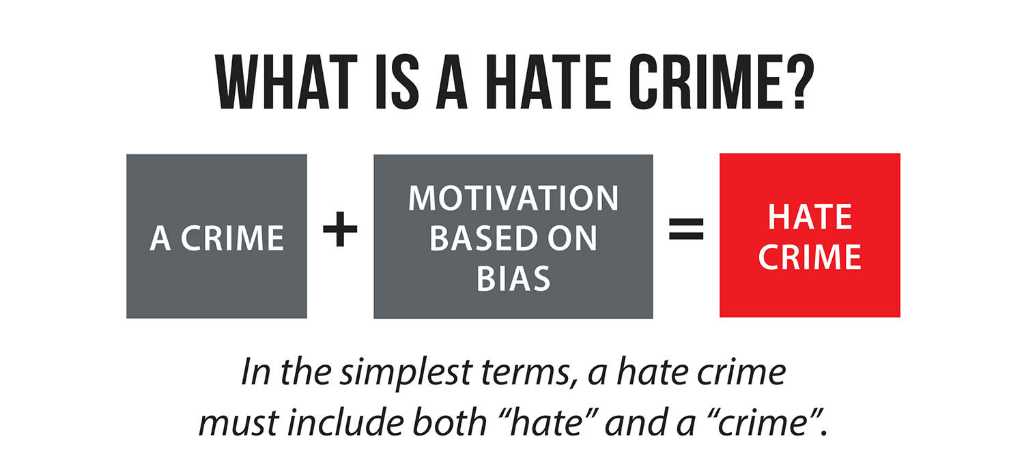 WHAT IS A HATE CRIME?
A CRIME
+
MOTIVATION
BASED ON
BIAS
=
HATE
CRIME
In the simplest terms, a hate crime
must include both “hate” and a “crime”.